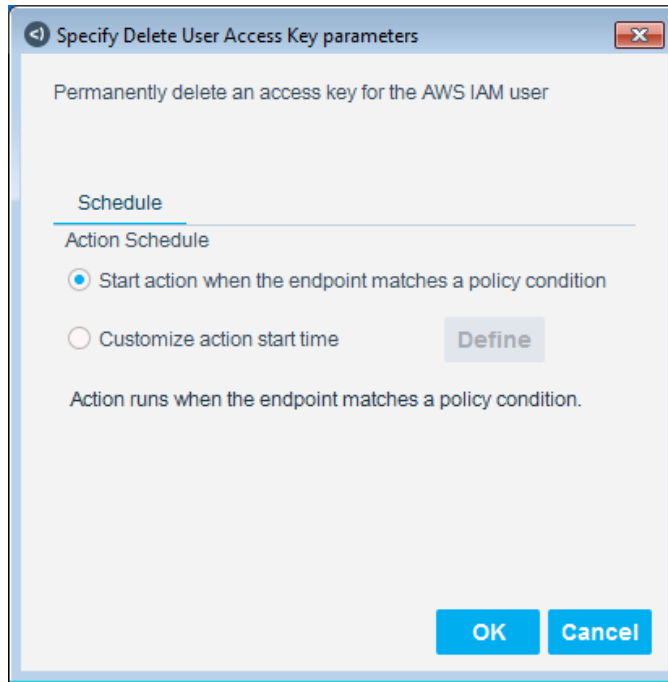 Specify Delete User Access Key parameters
Permanently delete an access key for the AWS IAM user
Schedule
Action Schedule
Start action when the endpoint matches a policy condition
Customize action start time
Define
Action runs when the endpoint matches a policy condition.
OK
Cancel